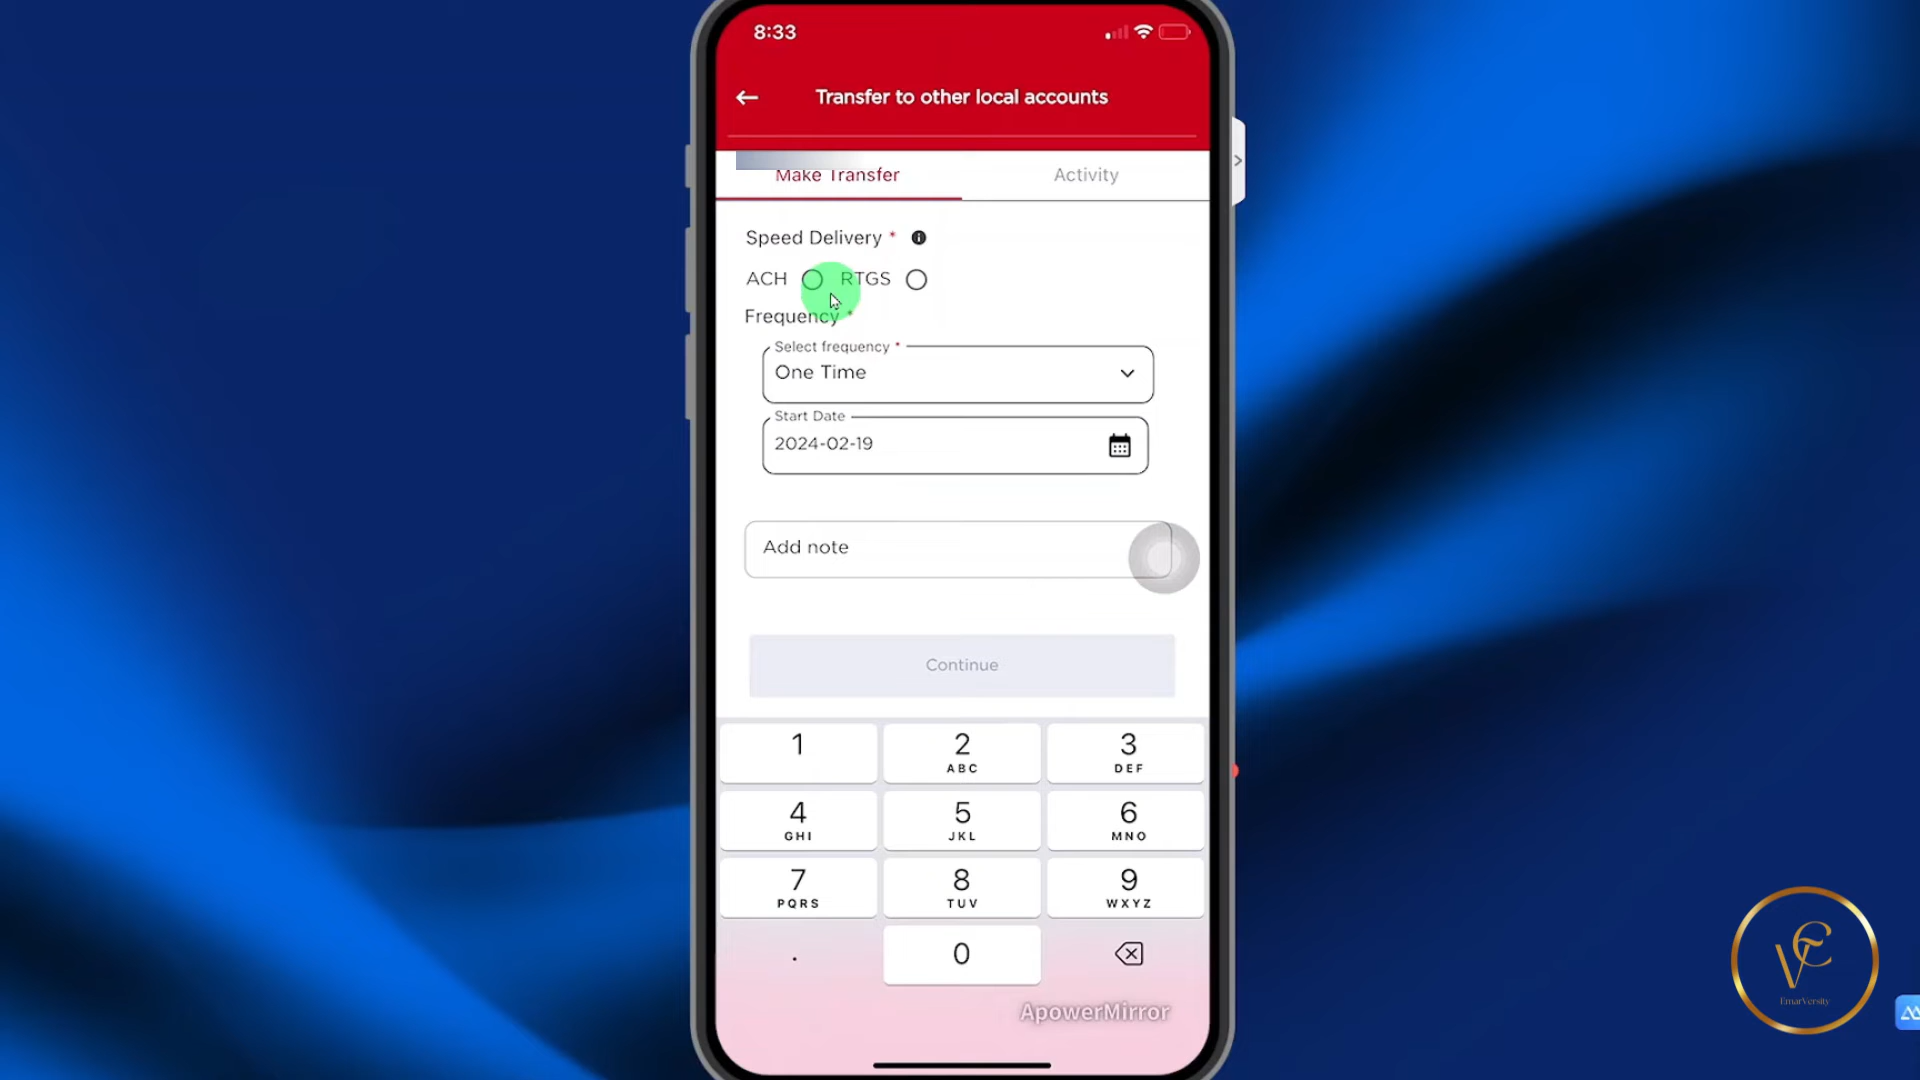 8:33
Transfer to other local accounts
Make Transfer
Activity
Speed Delivery *
ACH RTGS
Frequency *
Select frequency *
One Time
Start Date
2024-02-19
Add note
Continue
1 2 3
ABC DEF
4 5 6
GHI JKL MNO
7 8 9
PQRS TUV WXYZ
. 0
ApowerMirror
EmarVersity